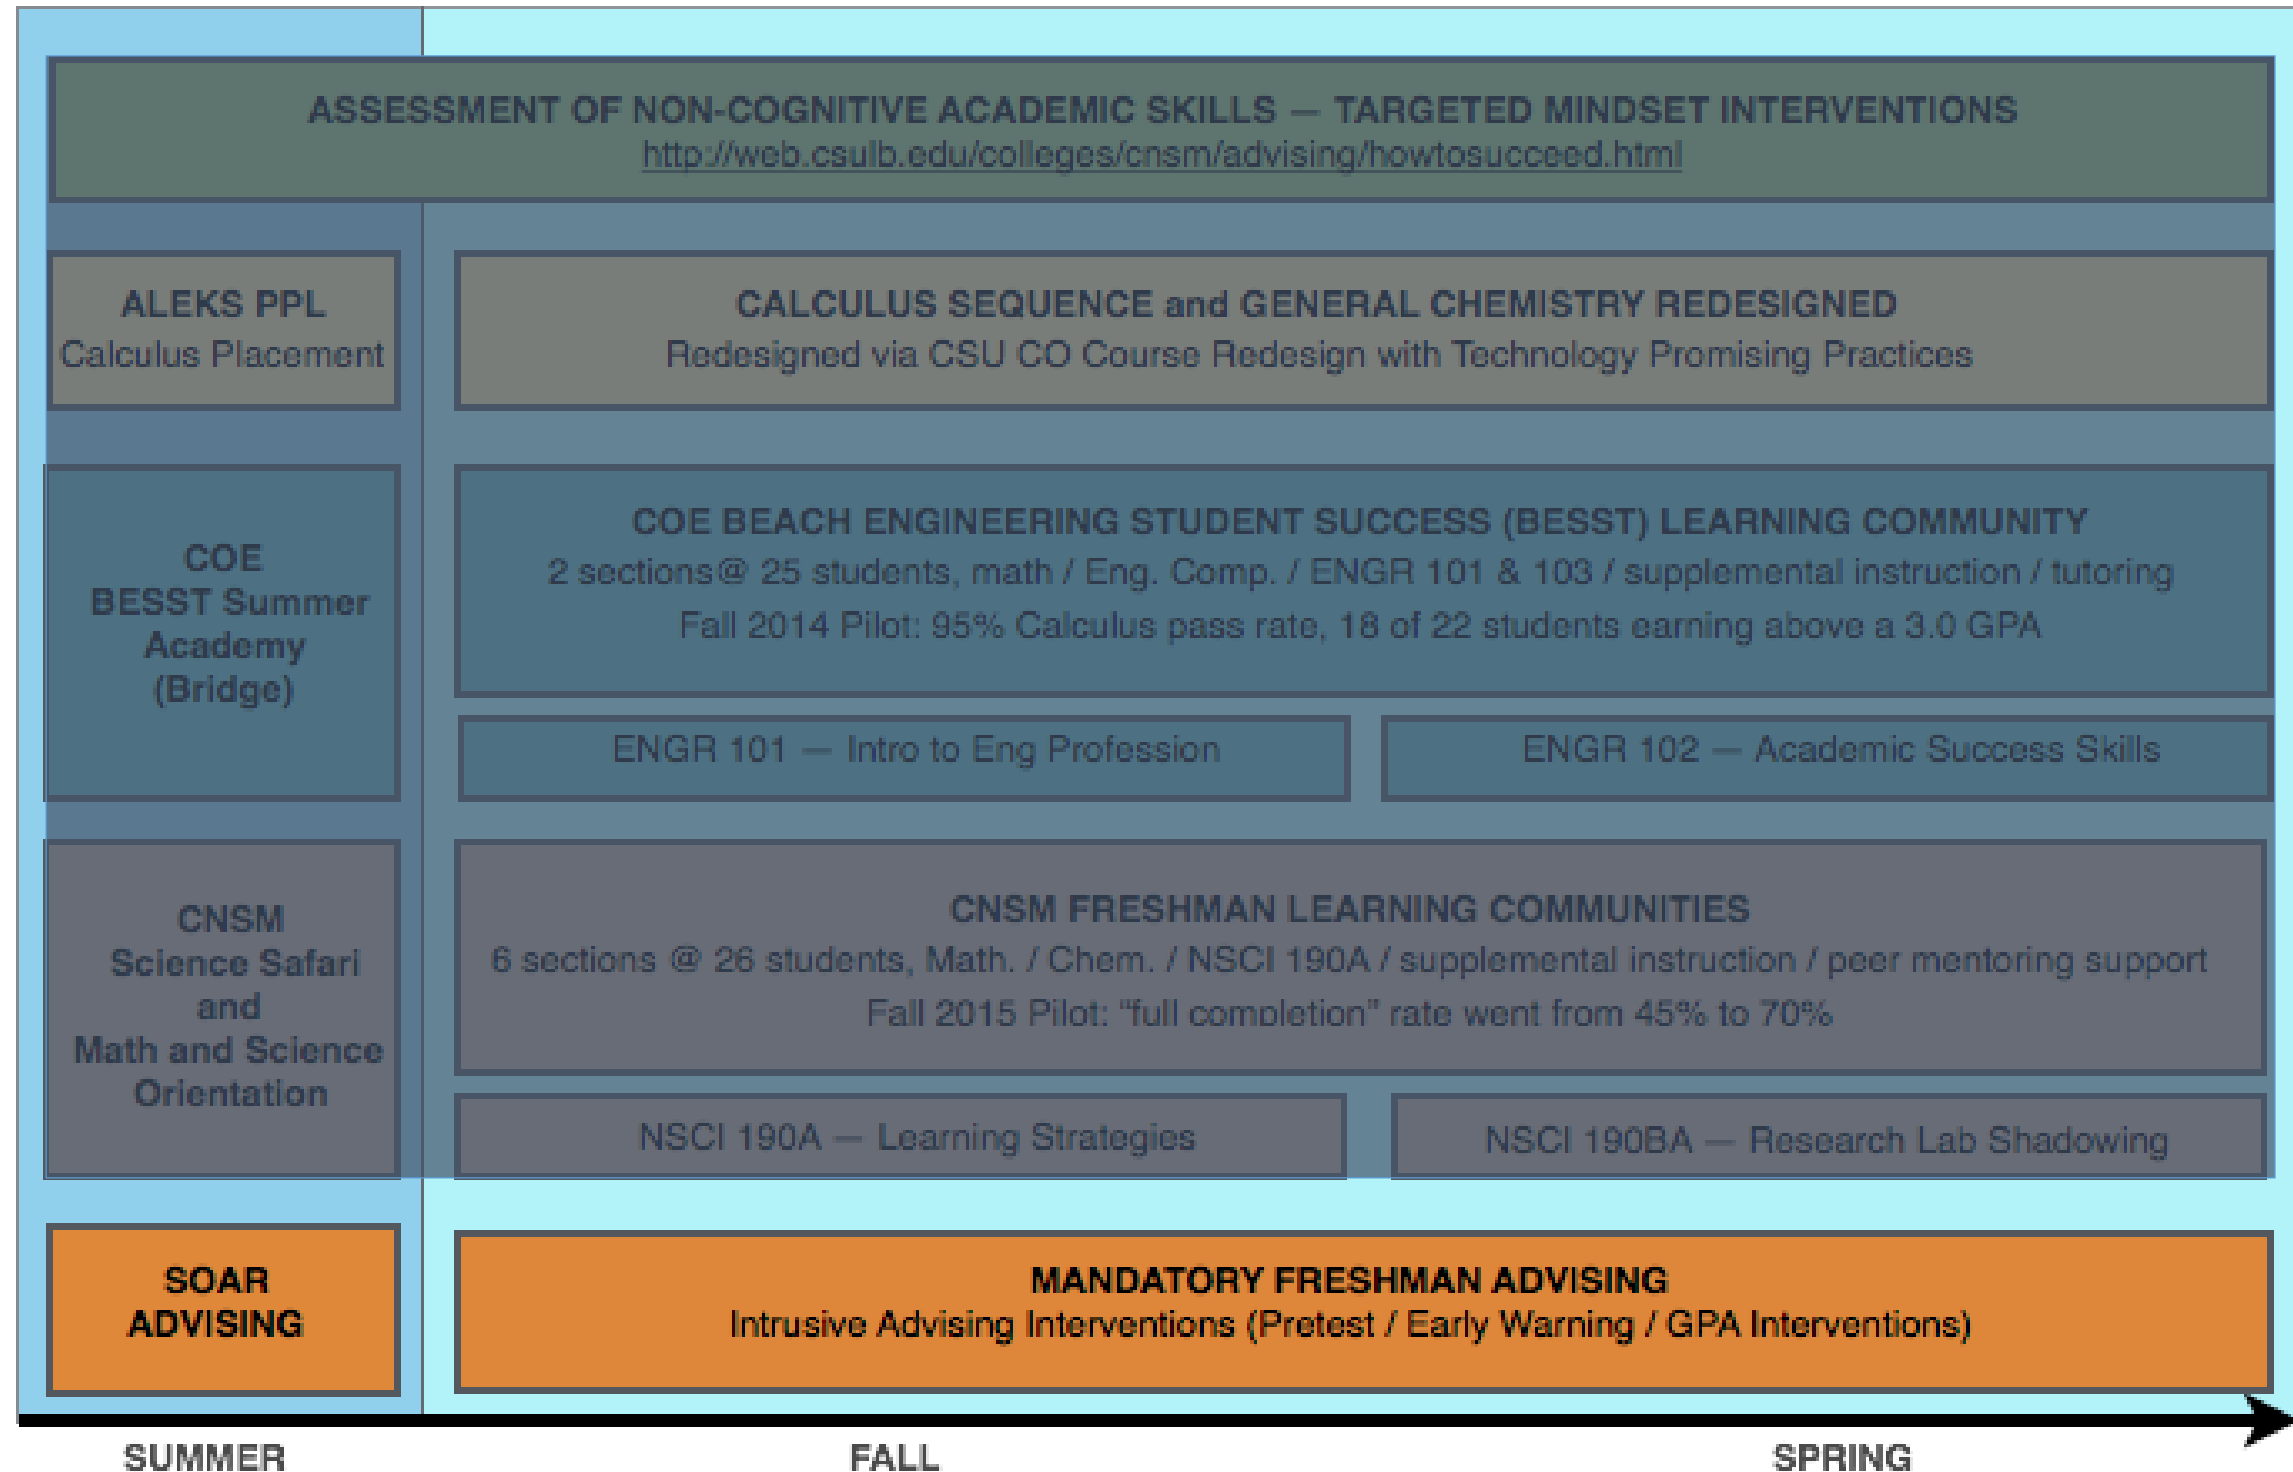 ASSESSMENT OF NON-COGNITIVE ACADEMIC SKILLS — TARGETED MINDSET INTERVENTIONS
http://web.csulb.edu/colleges/cnsm/advising/howtosucceed.html
ALEKS PPL
Calculus Placement
CALCULUS SEQUENCE and GENERAL CHEMISTRY REDESIGNED
Redesigned via CSU CO Course Redesign with Technology Promising Practices
COE
BESST Summer
Academy
(Bridge)
COE BEACH ENGINEERING STUDENT SUCCESS (BESST) LEARNING COMMUNITY
2 sections@ 25 students, math / Eng. Comp. / ENGR 101 & 103 / supplemental instruction / tutoring
Fall 2014 Pilot: 95% Calculus pass rate, 18 of 22 students earning above a 3.0 GPA
ENGR 101 — Intro to Eng Profession
ENGR 102 — Academic Success Skills
CNSM
Science Safari
and
Math and Science
Orientation
CNSM FRESHMAN LEARNING COMMUNITIES
6 sections @ 26 students, Math. / Chem. / NSCI 190A / supplemental instruction / peer mentoring support
Fall 2015 Pilot: “full completion” rate went from 45% to 70%
NSCI 190A — Learning Strategies
NSCI 190BA — Research Lab Shadowing
SOAR
ADVISING
MANDATORY FRESHMAN ADVISING
Intrusive Advising Interventions (Pretest / Early Warning / GPA Interventions)
SUMMER
FALL
SPRING